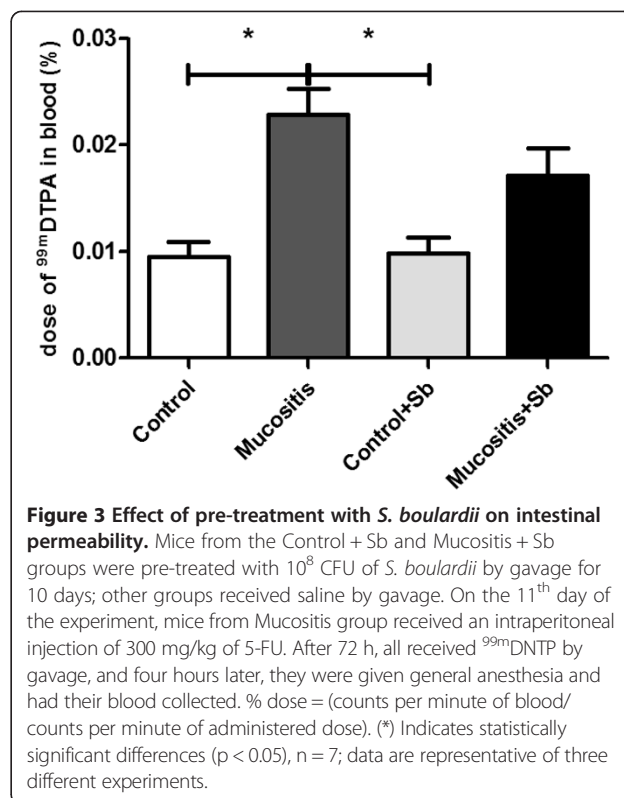 * *
0.03
0.02
0.01
0.00
dose of ⁹⁹ᵐDTPA in blood (%)
Control
Mucositis
Control+Sb
Mucositis+Sb
Figure 3 Effect of pre-treatment with S. boulardii on intestinal
permeability. Mice from the Control + Sb and Mucositis + Sb
groups were pre-treated with 10⁸ CFU of S. boulardii by gavage for
10 days; other groups received saline by gavage. On the 11ᵗʰ day of
the experiment, mice from Mucositis group received an intraperitoneal
injection of 300 mg/kg of 5-FU. After 72 h, all received ⁹⁹ᵐDNTP by
gavage, and four hours later, they were given general anesthesia and
had their blood collected. % dose = (counts per minute of blood/
counts per minute of administered dose). (*) Indicates statistically
significant differences (p < 0.05), n = 7; data are representative of three
different experiments.